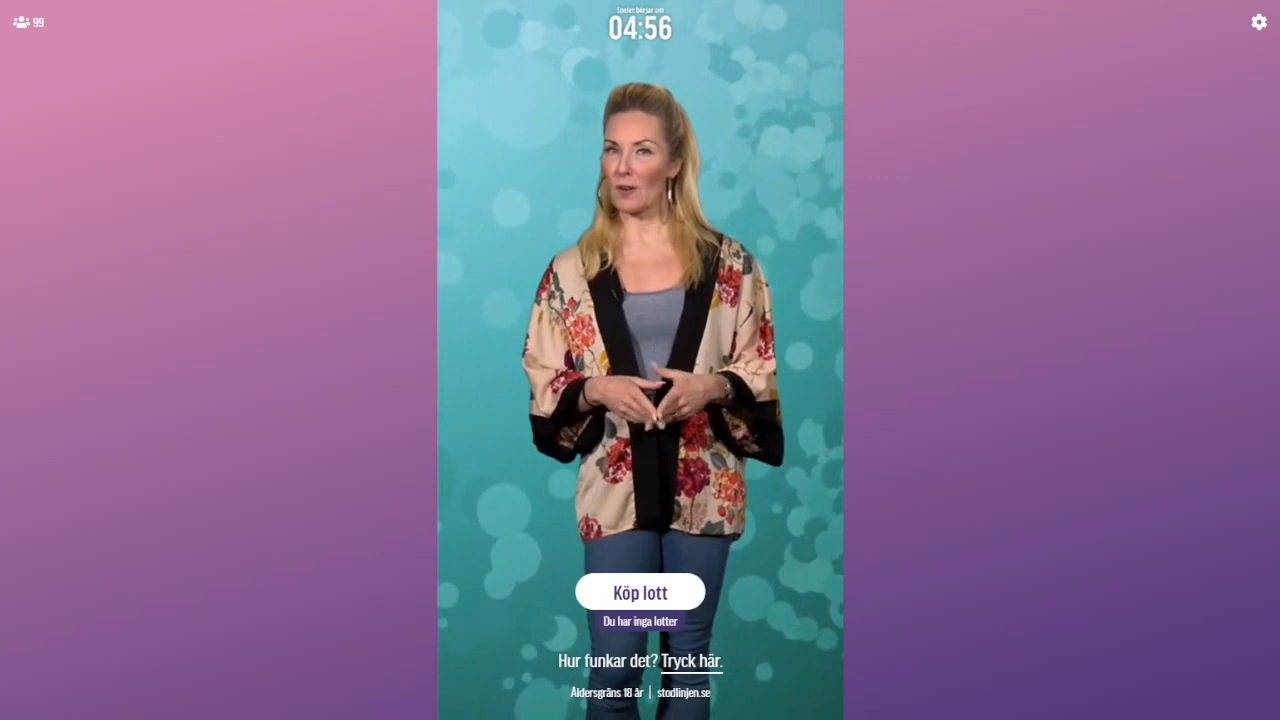 99
Spelet börjar om
04:56
Köp lott
Du har inga lotter
Hur funkar det? Tryck här.
Åldersgräns 18 år | stodlinjen.se